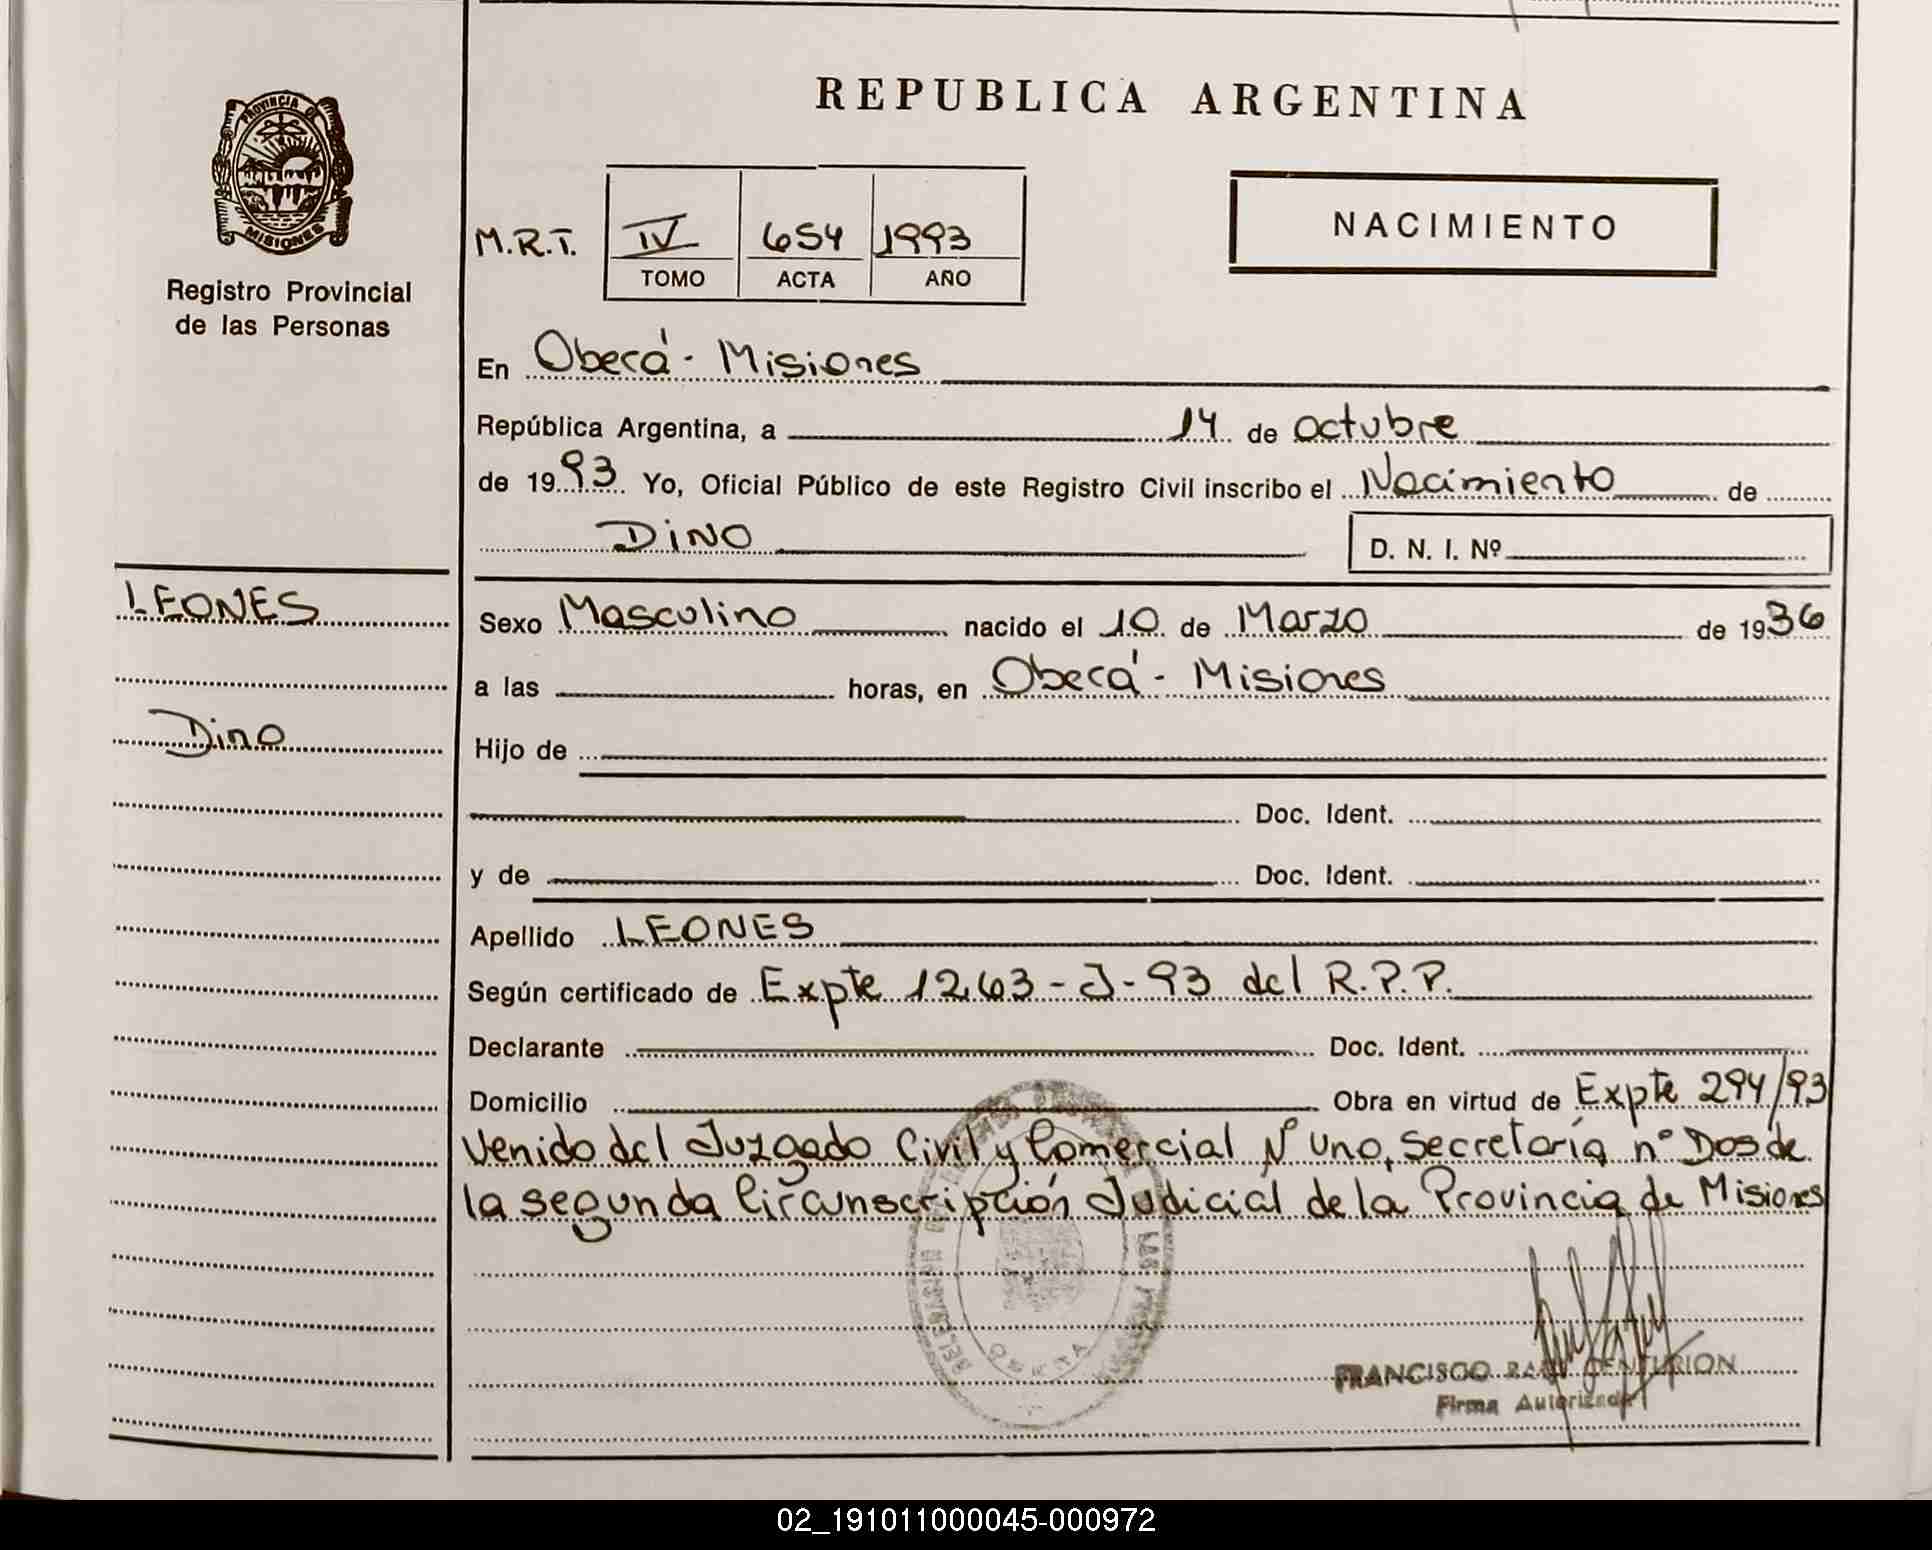 REPUBLICA ARGENTINA
PROVINCIA DE
MISIONES
Registro Provincial
de las Personas
NACIMIENTO
M.R.T. IV 654 1993
TOMO ACTA AÑO
En Oberá - Misiones
República Argentina, a 14 de octubre
de 1993 Yo, Oficial Público de este Registro Civil inscribo el Nacimiento de
DINO D. N. I. Nº
LEONES
Dino
Sexo Masculino nacido el 10 de Marzo de 1936
a las horas, en Oberá - Misiones
Hijo de
Doc. Ident.
y de Doc. Ident.
Apellido LEONES
Según certificado de Expte 1263-J-93 del R.P.P.
Declarante Doc. Ident.
Domicilio Obra en virtud de Expte 294/93
Venido del Juzgado Civil y Comercial Nº Uno, Secretaría nº Dos de
la segunda Circunscripción Judicial de la Provincia de Misiones
FRANCISCO CENTURION
Firma Autorizada
02_191011000045-000972